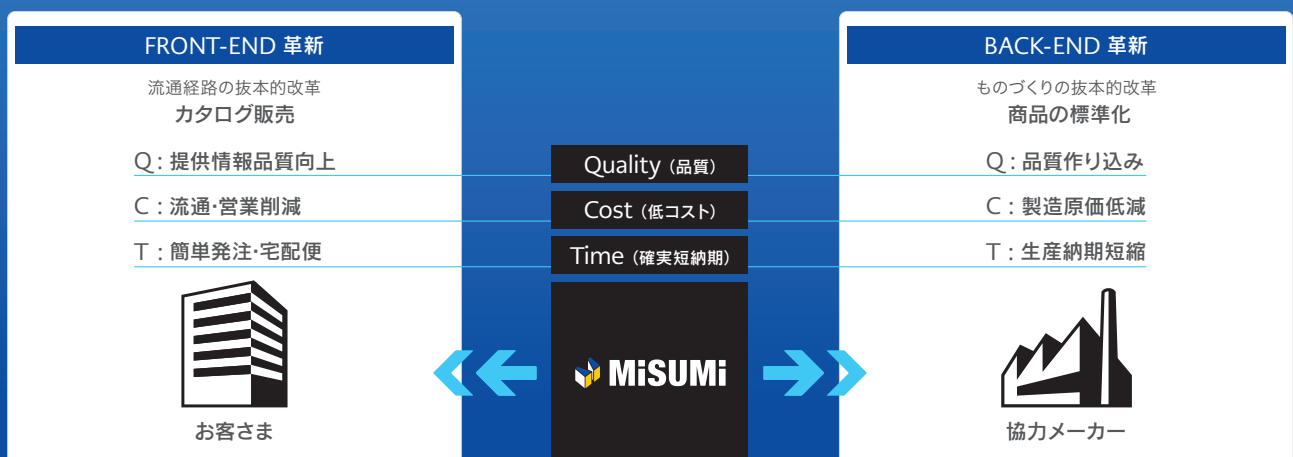 FRONT-END 革新
流通経路の抜本的改革
カタログ販売
Q : 提供情報品質向上
C : 流通・営業削減
T : 簡単発注・宅配便
お客さま
Quality (品質)
Cost (低コスト)
Time (確実短納期)
MiSUMi
BACK-END 革新
ものづくりの抜本的改革
商品の標準化
Q : 品質作り込み
C : 製造原価低減
T : 生産納期短縮
協力メーカー